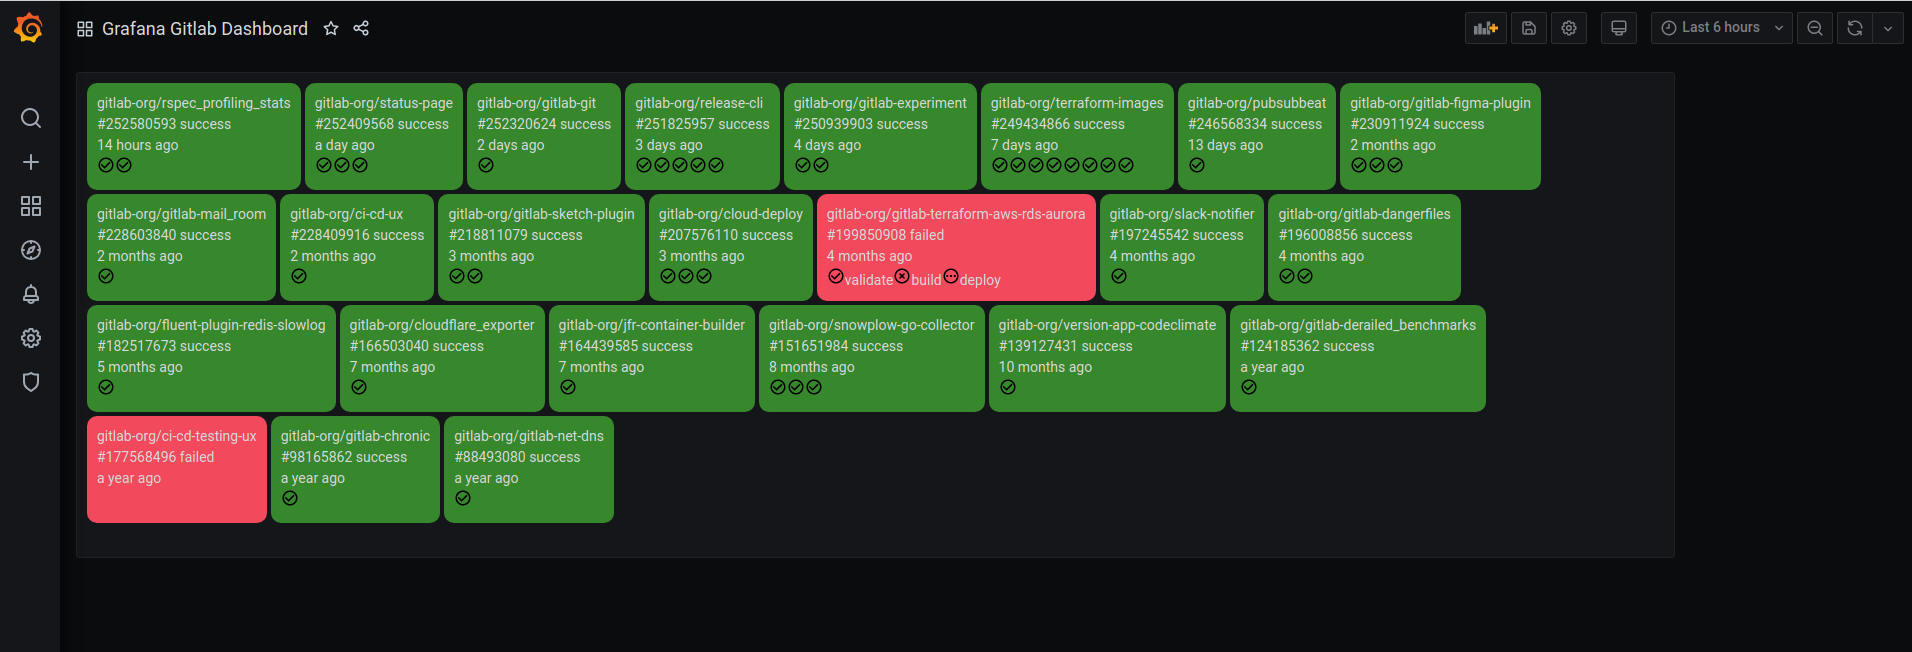 Grafana Gitlab Dashboard
Last 6 hours
gitlab-org/rspec_profiling_stats
#252580593 success
14 hours ago
gitlab-org/status-page
#252409568 success
a day ago
gitlab-org/gitlab-git
#252320624 success
2 days ago
gitlab-org/release-cli
#251825957 success
3 days ago
gitlab-org/gitlab-experiment
#250939903 success
4 days ago
gitlab-org/terraform-images
#249434866 success
7 days ago
gitlab-org/pubsubbeat
#246568334 success
13 days ago
gitlab-org/gitlab-figma-plugin
#230911924 success
2 months ago
gitlab-org/gitlab-mail_room
#228603840 success
2 months ago
gitlab-org/ci-cd-ux
#228409916 success
2 months ago
gitlab-org/gitlab-sketch-plugin
#218811079 success
3 months ago
gitlab-org/cloud-deploy
#207576110 success
3 months ago
gitlab-org/gitlab-terraform-aws-rds-aurora
#199850908 failed
4 months ago
validate build deploy
gitlab-org/slack-notifier
#197245542 success
4 months ago
gitlab-org/gitlab-dangerfiles
#196008856 success
4 months ago
gitlab-org/fluent-plugin-redis-slowlog
#182517673 success
5 months ago
gitlab-org/cloudflare_exporter
#166503040 success
7 months ago
gitlab-org/jfr-container-builder
#164439585 success
7 months ago
gitlab-org/snowplow-go-collector
#151651984 success
8 months ago
gitlab-org/version-app-codeclimate
#139127431 success
10 months ago
gitlab-org/gitlab-derailed_benchmarks
#124185362 success
a year ago
gitlab-org/ci-cd-testing-ux
#177568496 failed
a year ago
gitlab-org/gitlab-chronic
#98165862 success
a year ago
gitlab-org/gitlab-net-dns
#88493080 success
a year ago